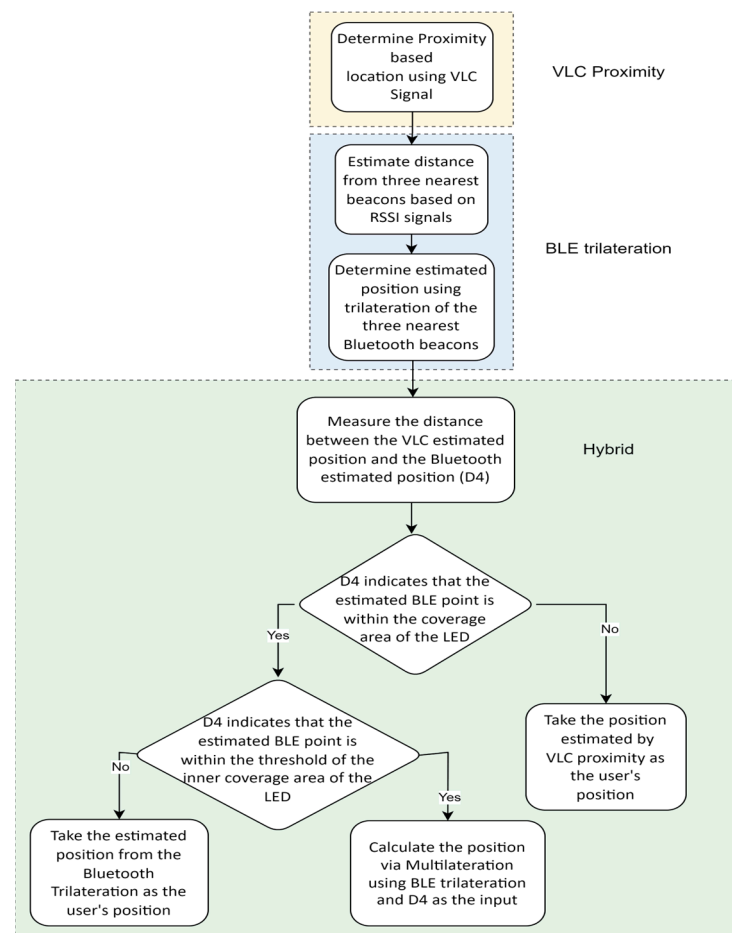 Determine Proximity
based
location using VLC
Signal
VLC Proximity
Estimate distance
from three nearest
beacons based on
RSSI signals
BLE trilateration
Determine estimated
position using
trilateration of the
three nearest
Bluetooth beacons
Measure the distance
between the VLC estimated
position and the Bluetooth
estimated position (D4)
Hybrid
D4 indicates that the
estimated BLE point is
within the coverage
area of the LED
Yes
No
D4 indicates that the
estimated BLE point is
within the threshold of the
inner coverage area of the
LED
Take the position
estimated by
VLC proximity as
the user's
position
No
Yes
Take the estimated
position from the
Bluetooth
Trilateration as the
user's position
Calculate the position
via Multilateration
using BLE trilateration
and D4 as the input